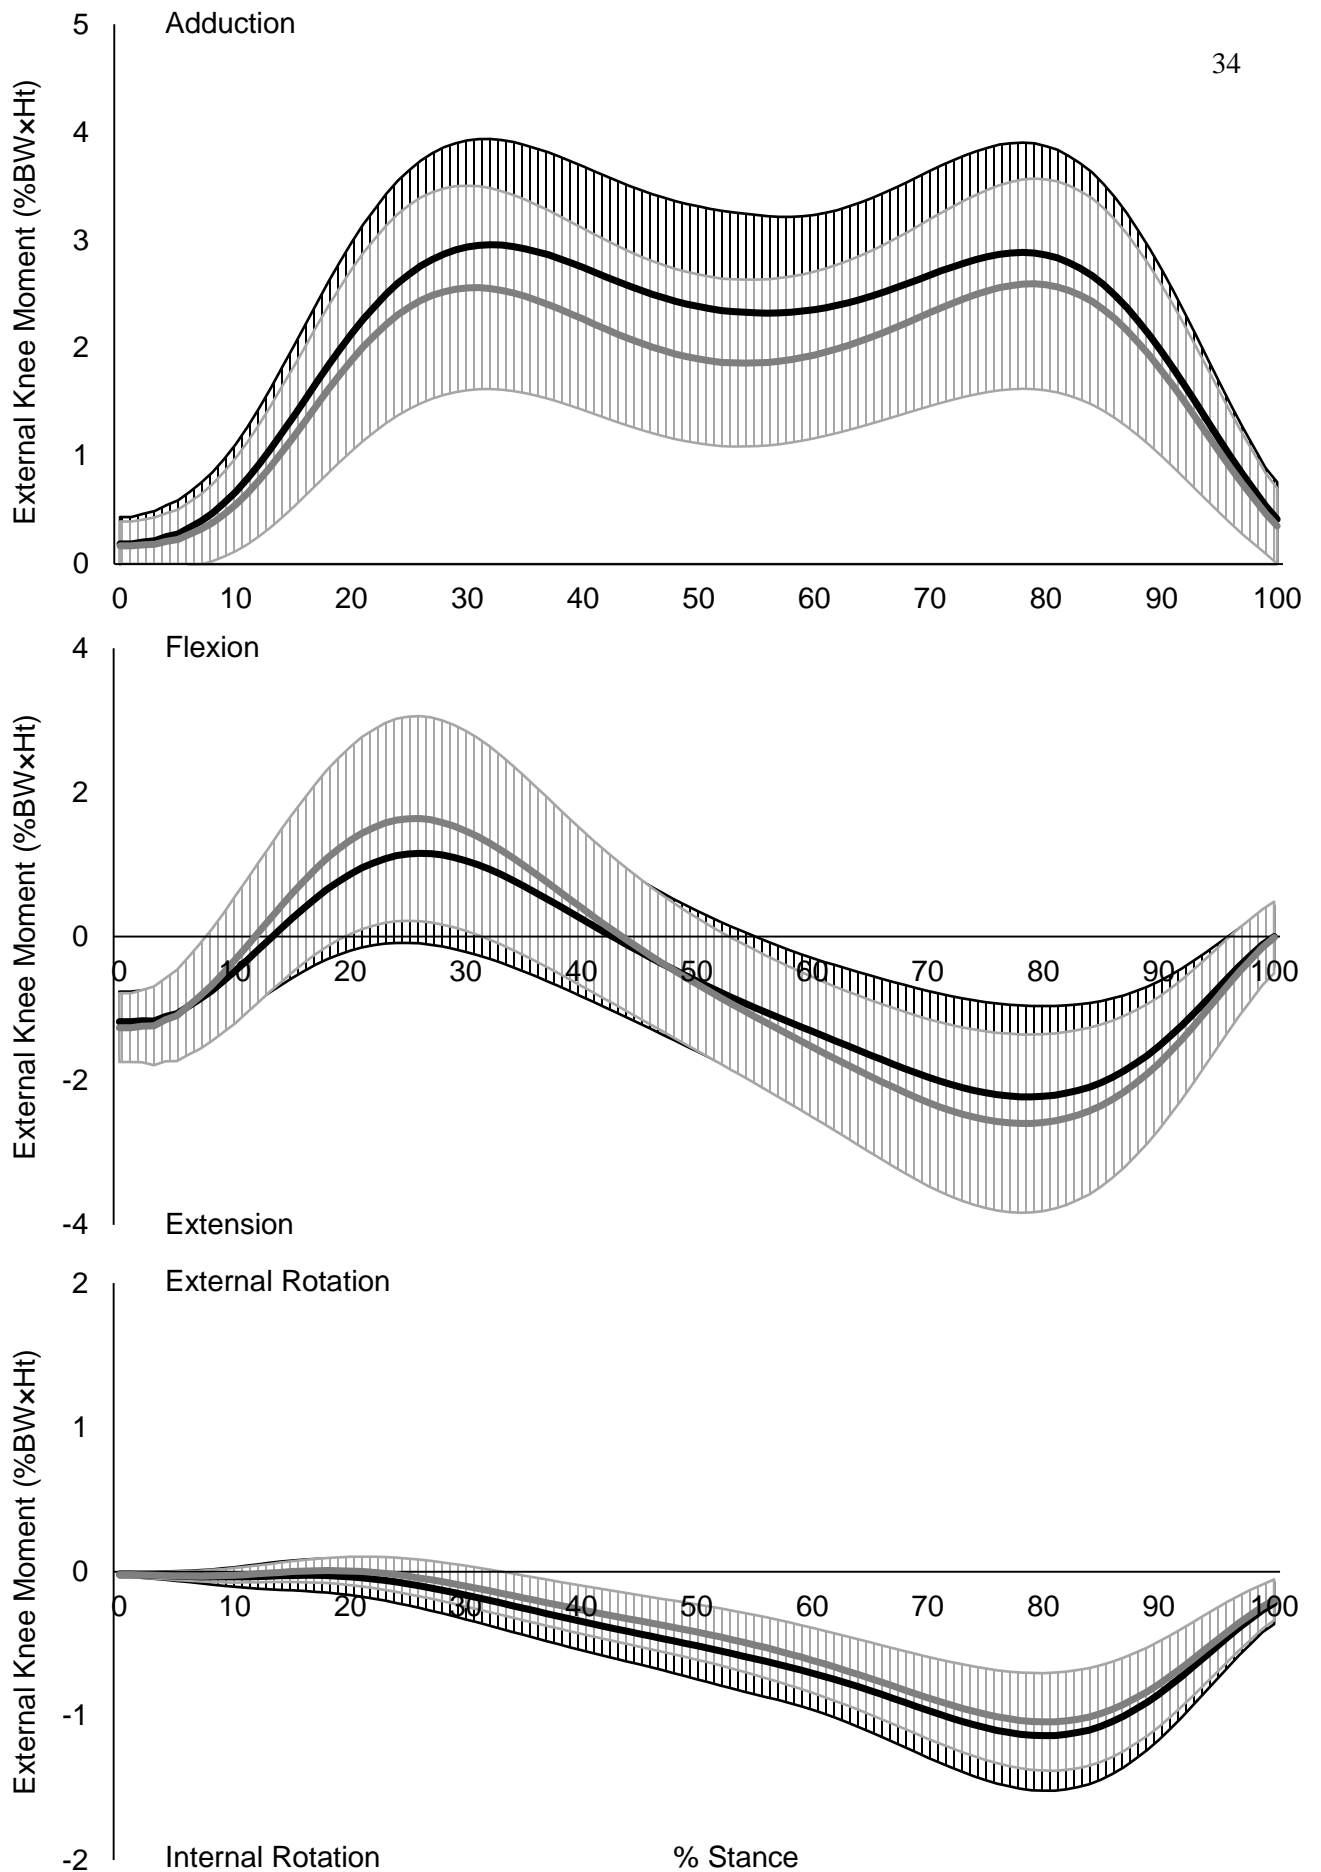 5 Adduction
34
External Knee Moment (%BW×Ht)
4
3
2
1
0
0 10 20 30 40 50 60 70 80 90 100
4 Flexion
External Knee Moment (%BW×Ht)
2
0
0 10 20 30 40 50 60 70 80 90 100
-2
-4 Extension
2 External Rotation
External Knee Moment (%BW×Ht)
1
0
0 10 20 30 40 50 60 70 80 90 100
-1
-2 Internal Rotation % Stance